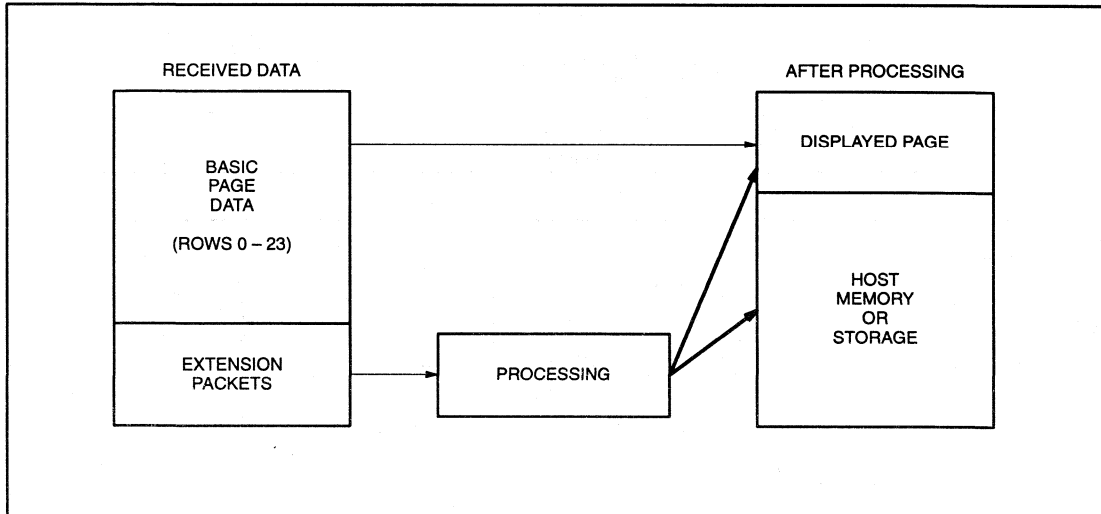 RECEIVED DATA
AFTER PROCESSING
BASIC
PAGE
DATA
(ROWS 0 – 23)
DISPLAYED PAGE
HOST
MEMORY
OR
STORAGE
EXTENSION
PACKETS
PROCESSING